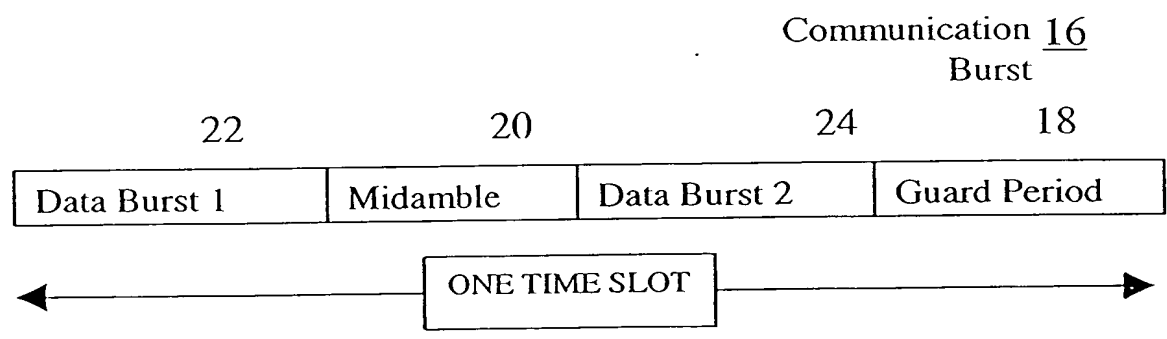 Communication 16
Burst
22 20 24 18
Data Burst 1 Midamble Data Burst 2 Guard Period
ONE TIME SLOT